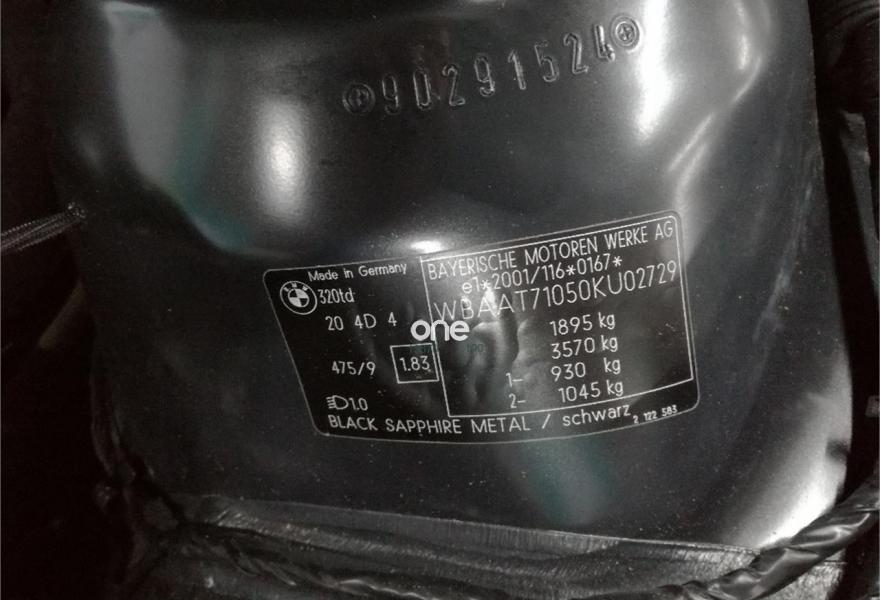 90291524
Made in Germany
BMW
320td
20 4D 4
475/9 1.83
1.0
BAYERISCHE MOTOREN WERKE AG
e1*2001/116*0167*
WBAAT71050KU02729
1895 kg
3570 kg
1- 930 kg
2- 1045 kg
BLACK SAPPHIRE METAL / schwarz
2 122 583
one